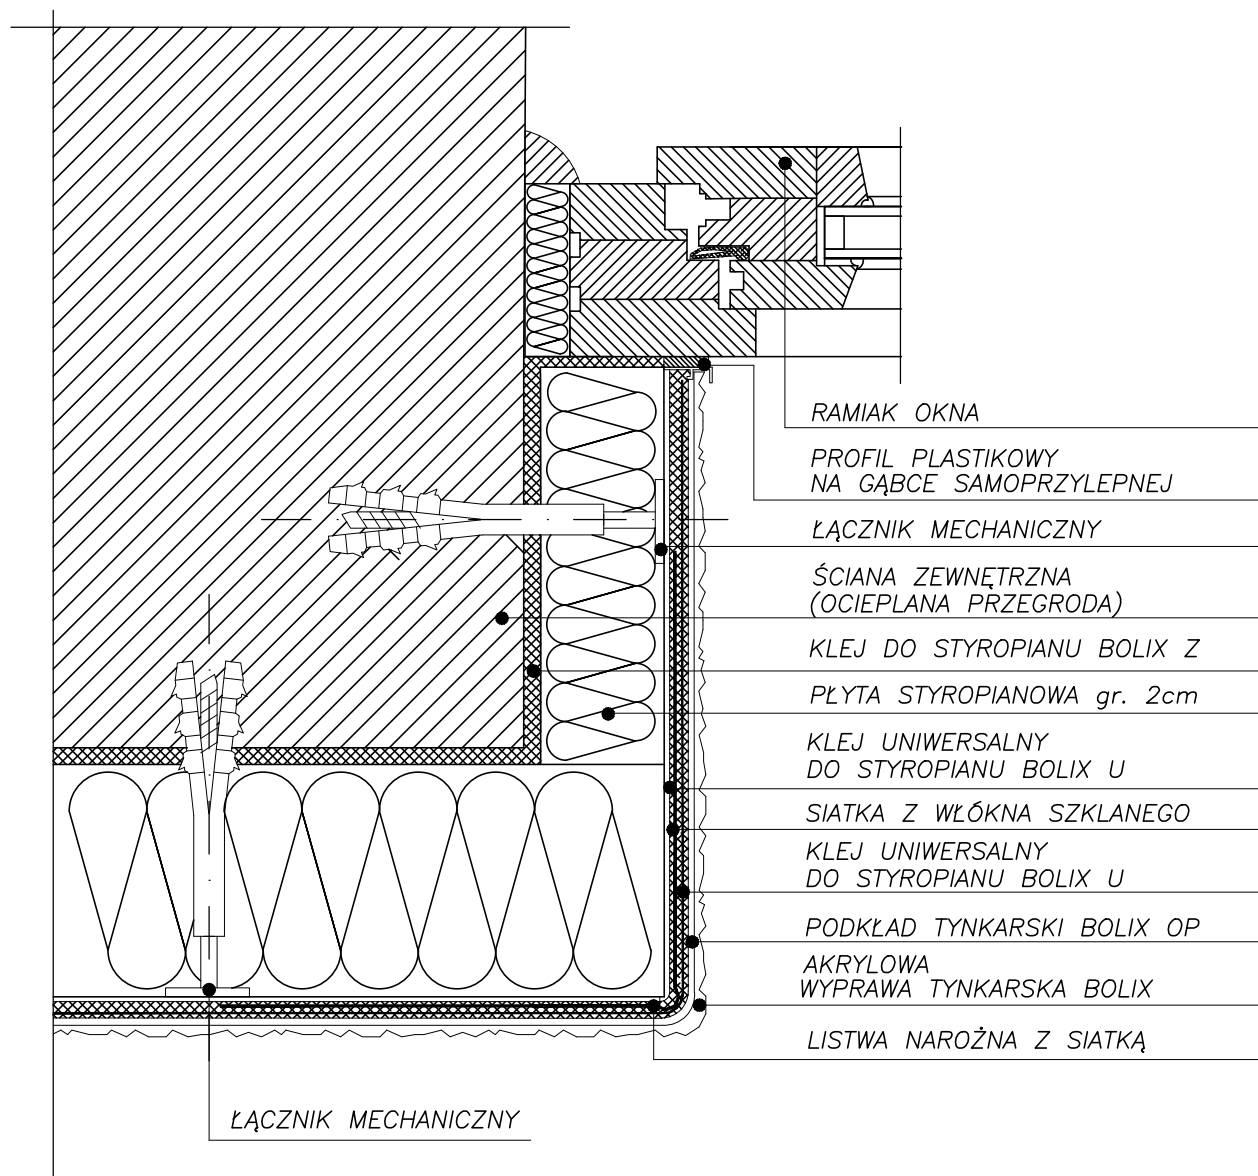 RAMIAK OKNA
PROFIL PLASTIKOWY
NA GĄBCE SAMOPRZYLEPNEJ
ŁĄCZNIK MECHANICZNY
ŚCIANA ZEWNĘTRZNA
(OCIEPLANA PRZEGRODA)
KLEJ DO STYROPIANU BOLIX Z
PŁYTA STYROPIANOWA gr. 2cm
KLEJ UNIWERSALNY
DO STYROPIANU BOLIX U
SIATKA Z WŁÓKNA SZKLANEGO
KLEJ UNIWERSALNY
DO STYROPIANU BOLIX U
PODKŁAD TYNKARSKI BOLIX OP
AKRYLOWA
WYPRAWA TYNKARSKA BOLIX
LISTWA NAROŻNA Z SIATKĄ
ŁĄCZNIK MECHANICZNY